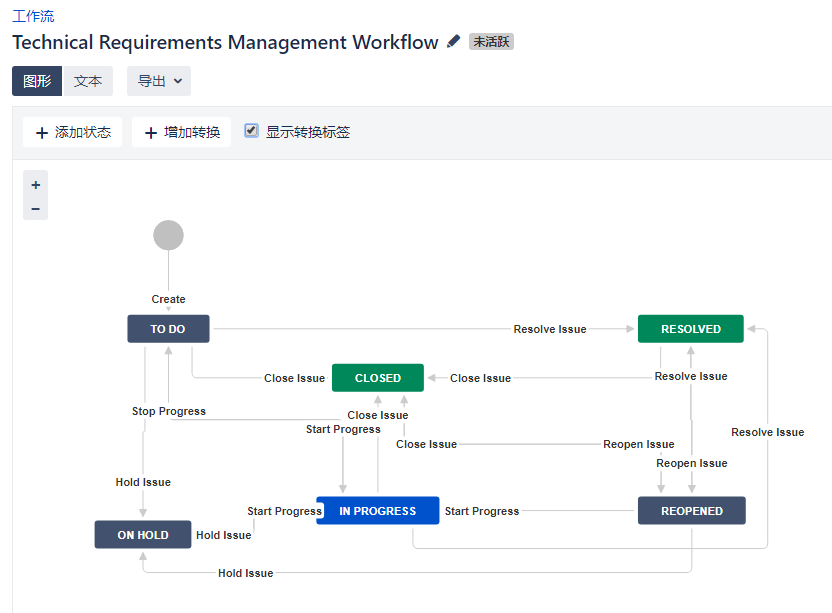 工作流
Technical Requirements Management Workflow 未活跃
图形 文本 导出
+ 添加状态 + 增加转换 显示转换标签
+
−
Create
TO DO Resolve Issue RESOLVED
Close Issue CLOSED Close Issue Resolve Issue
Stop Progress Close Issue
Start Progress Resolve Issue
Close Issue Reopen Issue
Reopen Issue
Hold Issue
Start Progress IN PROGRESS Start Progress REOPENED
ON HOLD Hold Issue
Hold Issue